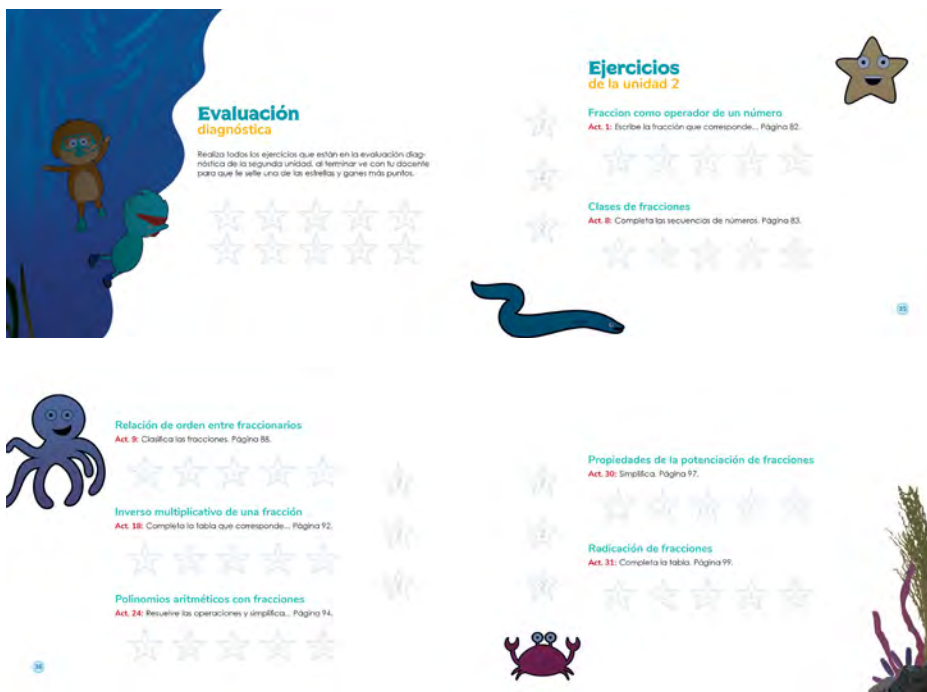 Evaluación
diagnóstica
Realiza todos los ejercicios que están en la evaluación diag-
nóstica de la segunda unidad, al terminar ve con tu docente
para que te selle una de las estrellas y ganes más puntos.
Ejercicios
de la unidad 2
Fraccion como operador de un número
Act. 1: Escribe la fracción que corresponde... Página 82.
Clases de fracciones
Act. 8: Completa las secuencias de números. Página 83.
35
Relación de orden entre fraccionarios
Act. 9: Clasifica las fracciones. Página 88.
Inverso multiplicativo de una fracción
Act. 18: Completa la tabla que corresponde... Página 92.
Polinomios aritméticos con fracciones
Act. 24: Resuelve las operaciones y simplifica... Página 94.
36
Propiedades de la potenciación de fracciones
Act. 30: Simplifica. Página 97.
Radicación de fracciones
Act. 31: Completa la tabla. Página 99.